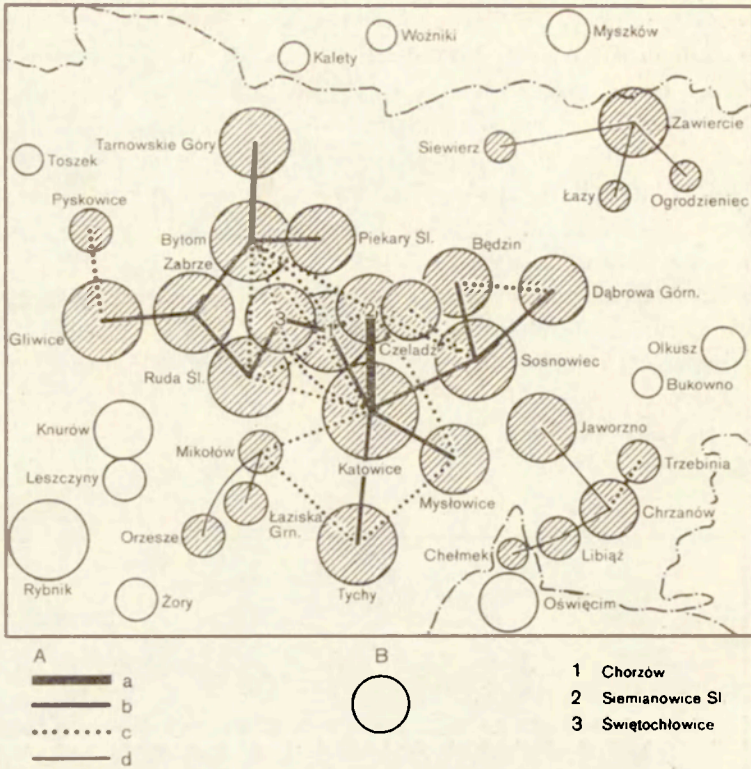 Woźniki
Myszków
Kalety
Tarnowskie Góry
Zawiercie
Siewierz
Toszek
Łazy
Ogrodzieniec
Pyskowice
Bytom
Piekary Sl.
Będzin
Zabrze
Dąbrowa Górn.
2
3
1
Gliwice
Czeladź
Sosnowiec
Olkusz
Ruda Śl.
Bukowno
Knurów
Jaworzno
Mikołów
Katowice
Trzebinia
Leszczyny
Mysłowice
Łaziska
Grn.
Chrzanów
Orzesze
Chełmek
Libiąż
Rybnik
Żory
Tychy
Oświęcim
A
B
a
b
c
d
1 Chorzów
2 Siemianowice Sl
3 Świętochłowice